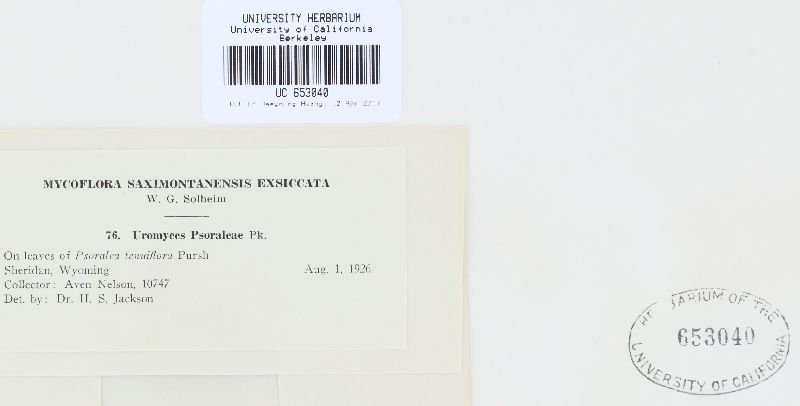 UNIVERSITY HERBARIUM
University of California
Berkeley
UC 653040
MYCOFLORA SAXIMONTANENSIS EXSICCATA
W. G. Solheim
76. Uromyces Psoraleae Pk.
On leaves of Psoralea tenuiflora Pursh
Sheridan, Wyoming Aug. 1, 1926
Collector: Aven Nelson, 10747
Det. by: Dr. H. S. Jackson
OF THE
653040
UNIVERSITY OF CALIFORNIA